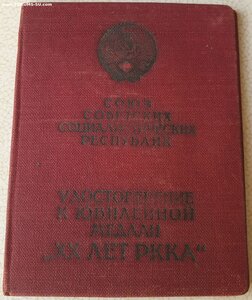 СОЮЗ
СОВЕТСКИХ
СОЦИАЛИСТИЧЕСКИХ
РЕСПУБЛИК
УДОСТОВЕРЕНИЕ
К ЮБИЛЕЙНОЙ
МЕДАЛИ
„XX ЛЕТ РККА"